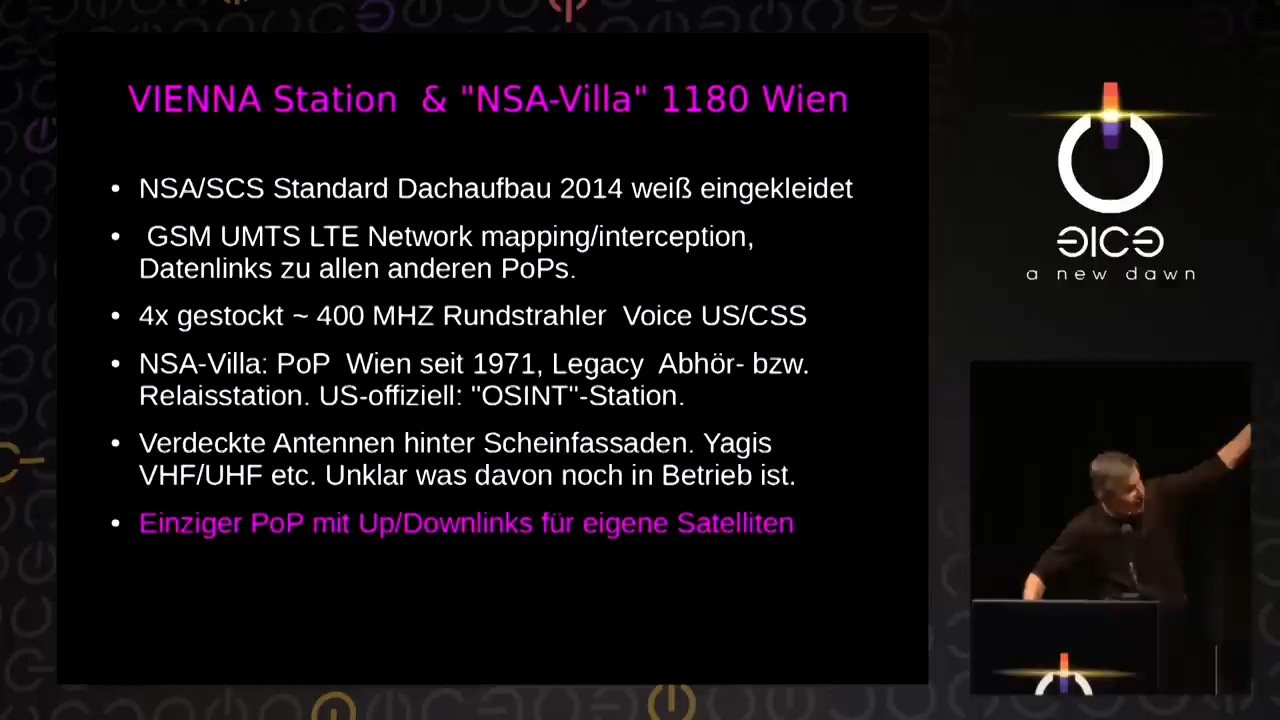 VIENNA Station & "NSA-Villa" 1180 Wien
• NSA/SCS Standard Dachaufbau 2014 weiß eingekleidet
• GSM UMTS LTE Network mapping/interception,
Datenlinks zu allen anderen PoPs.
• 4x gestockt ~ 400 MHZ Rundstrahler Voice US/CSS
• NSA-Villa: PoP Wien seit 1971, Legacy Abhör- bzw.
Relaisstation. US-offiziell: "OSINT"-Station.
• Verdeckte Antennen hinter Scheinfassaden. Yagis
VHF/UHF etc. Unklar was davon noch in Betrieb ist.
• Einziger PoP mit Up/Downlinks für eigene Satelliten
a new dawn